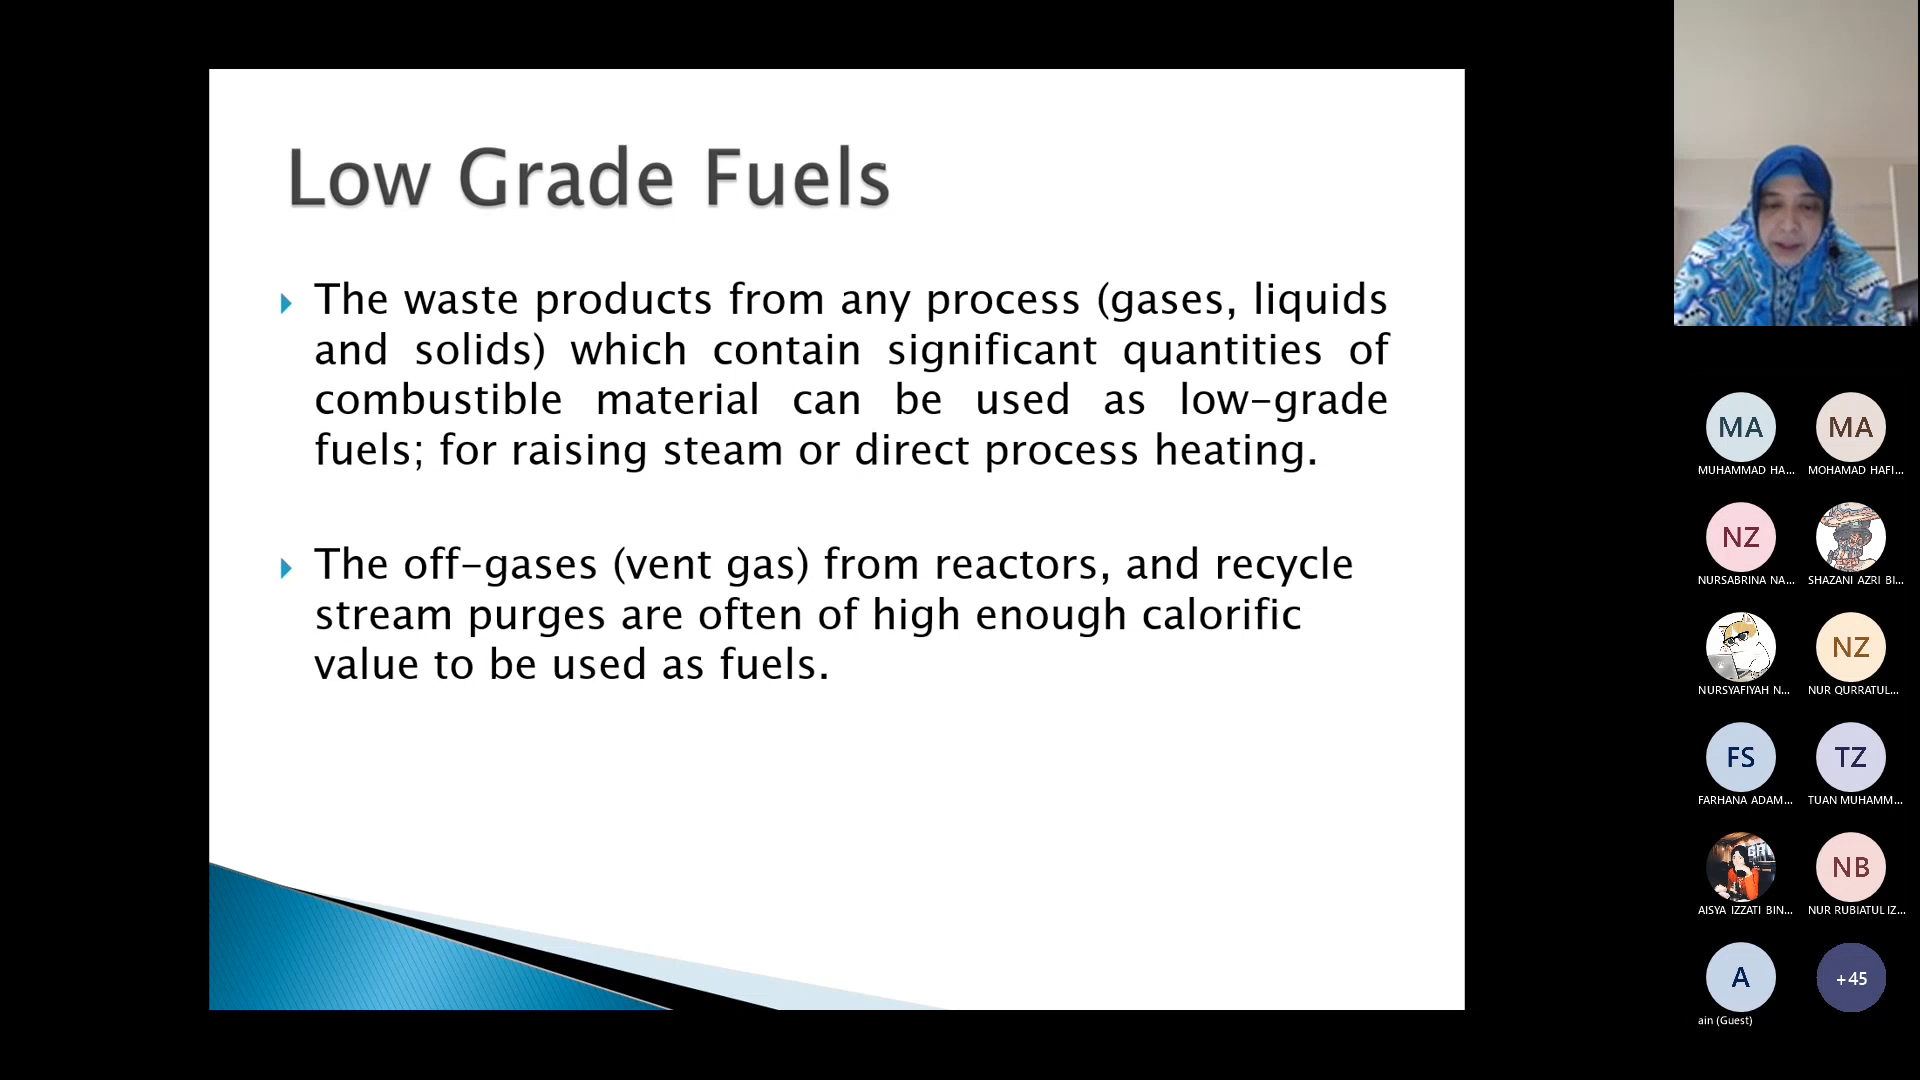 Low Grade Fuels
The waste products from any process (gases, liquids
and solids) which contain significant quantities of
combustible material can be used as low-grade
fuels; for raising steam or direct process heating.
The off-gases (vent gas) from reactors, and recycle
stream purges are often of high enough calorific
value to be used as fuels.
MA
MA
MUHAMMAD HA...
MOHAMAD HAFI...
NZ
NURSABRINA NA...
SHAZANI AZRI BI...
NZ
NURSYAFIYAH N...
NUR QURRATUL...
FS
TZ
FARHANA ADAM...
TUAN MUHAMM...
NB
AISYA IZZATI BIN...
NUR RUBIATUL IZ...
A
+45
ain (Guest)